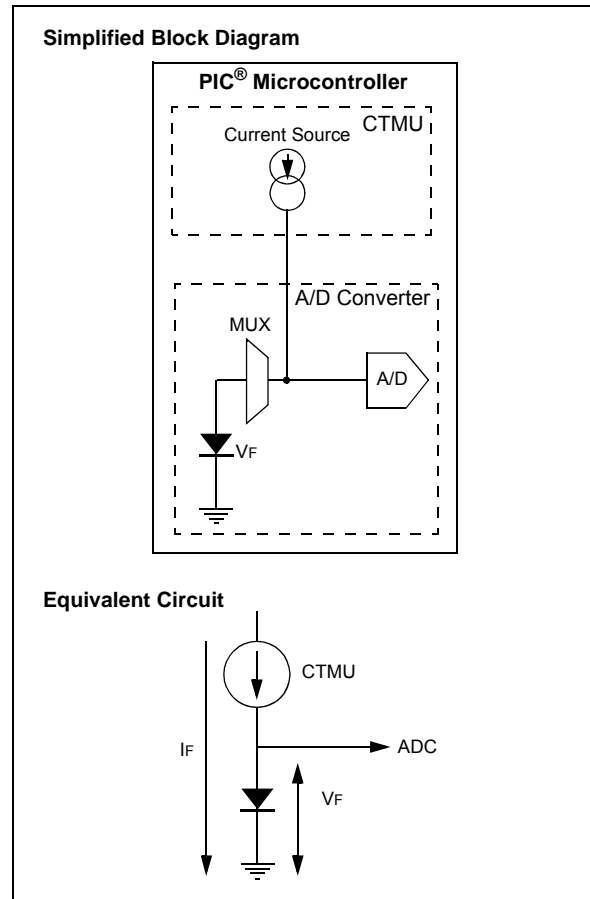 Simplified Block Diagram
PIC® Microcontroller
CTMU
Current Source
A/D Converter
MUX
A/D
VF
Equivalent Circuit
CTMU
IF
ADC
VF